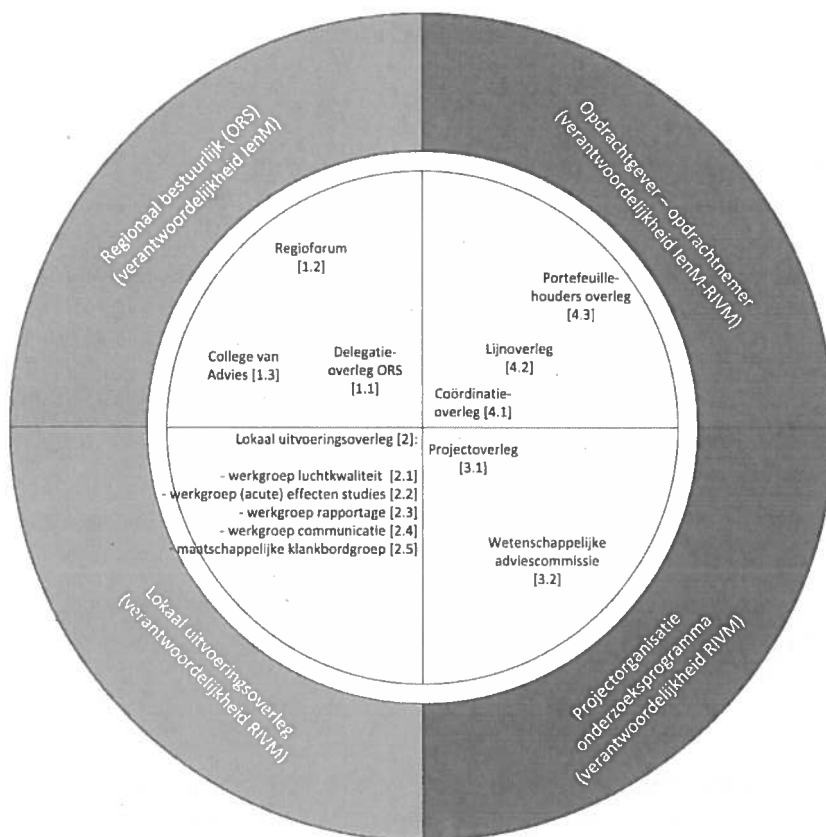 Regionaal bestuurlijk (ORS)
(verantwoordelijkheid IenM)
Opdrachtgever – opdrachtnemer
(verantwoordelijkheid IenM-RIVM)
Regioforum
[1.2]
College van
Advies [1.3]
Delegatie-
overleg ORS
[1.1]
Portefeuille-
houders overleg
[4.3]
Lijnoverleg
[4.2]
Coördinatie-
overleg [4.1]
Lokaal uitvoeringsoverleg [2]:
- werkgroep luchtkwaliteit [2.1]
- werkgroep (acute) effecten studies [2.2]
- werkgroep rapportage [2.3]
- werkgroep communicatie [2.4]
- maatschappelijke klankbordgroep [2.5]
Projectoverleg
[3.1]
Wetenschappelijke
adviescommissie
[3.2]
Lokaal uitvoeringsoverleg
(verantwoordelijkheid RIVM)
Projectorganisatie
onderzoeksprogramma
(verantwoordelijkheid RIVM)